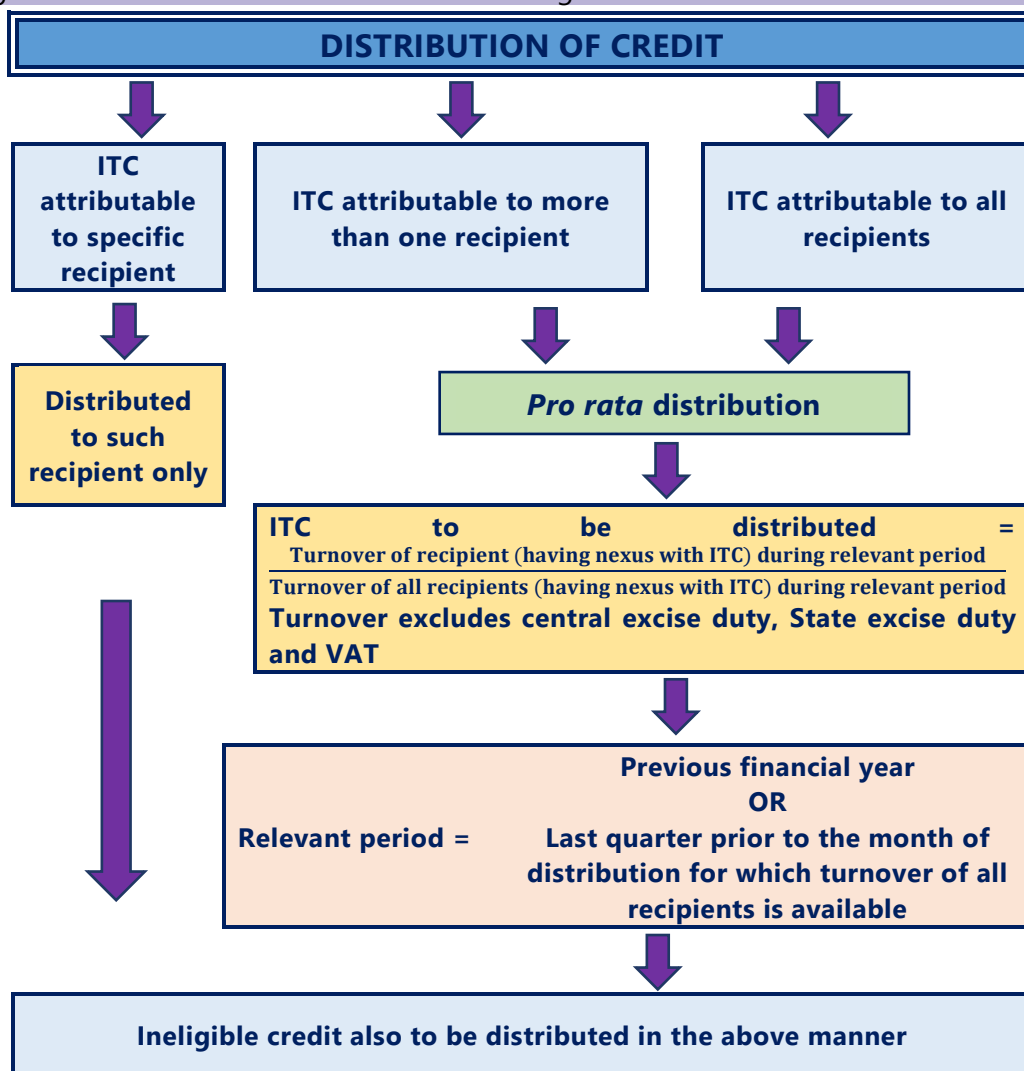 DISTRIBUTION OF CREDIT
ITC
attributable
to specific
recipient
ITC attributable to more
than one recipient
ITC attributable to all
recipients
Distributed
to such
recipient only
Pro rata distribution
ITC to be distributed =
Turnover of recipient (having nexus with ITC) during relevant period
Turnover of all recipients (having nexus with ITC) during relevant period
Turnover excludes central excise duty, State excise duty
and VAT
Relevant period =
Previous financial year
OR
Last quarter prior to the month of
distribution for which turnover of all
recipients is available
Ineligible credit also to be distributed in the above manner